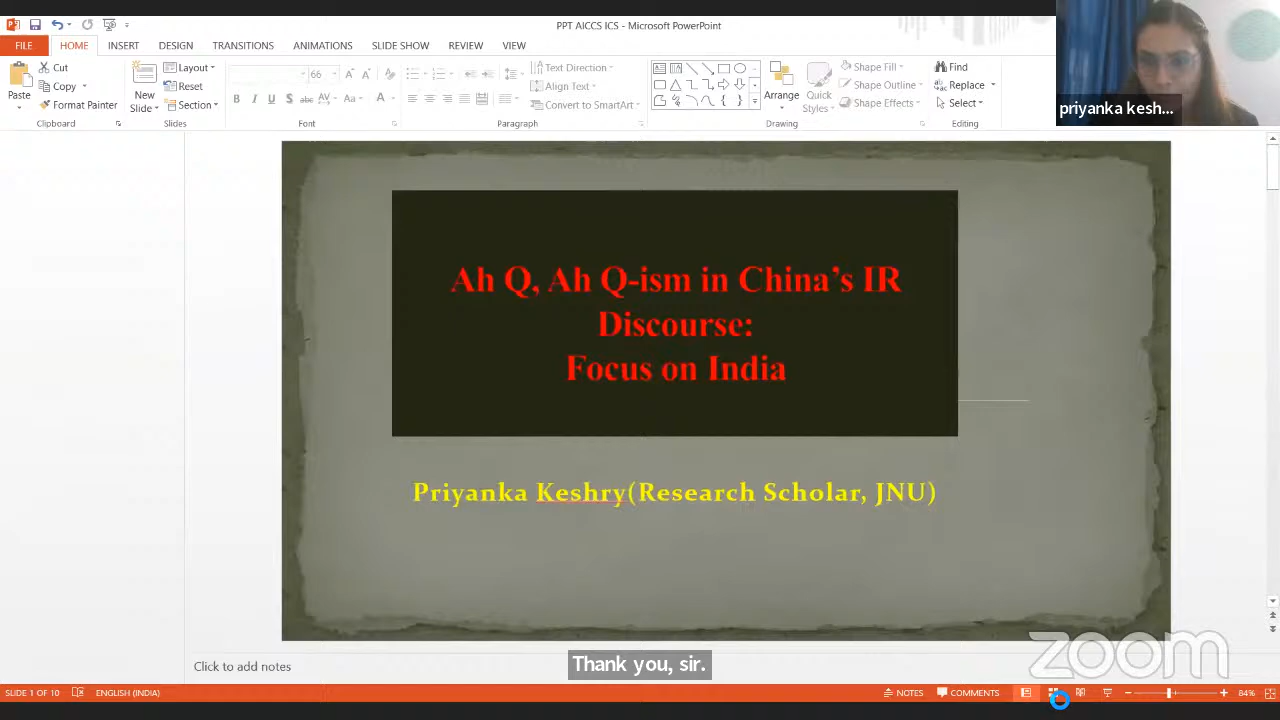 PPT AICCS ICS - Microsoft PowerPoint
FILE HOME INSERT DESIGN TRANSITIONS ANIMATIONS SLIDE SHOW REVIEW VIEW
Paste
Cut
Copy
Format Painter
Clipboard
New
Slide
Layout
Reset
Section
Slides
66
B I U S abc AV Aa A
Font
Text Direction
Align Text
Convert to SmartArt
Paragraph
Arrange
Quick
Styles
Shape Fill
Shape Outline
Shape Effects
Drawing
Find
Replace
Select
Editing
priyanka kesh...
Ah Q, Ah Q-ism in China's IR
Discourse:
Focus on India
Priyanka Keshry(Research Scholar, JNU)
zoom
Thank you, sir.
Click to add notes
SLIDE 1 OF 10 ENGLISH (INDIA) NOTES COMMENTS 84%